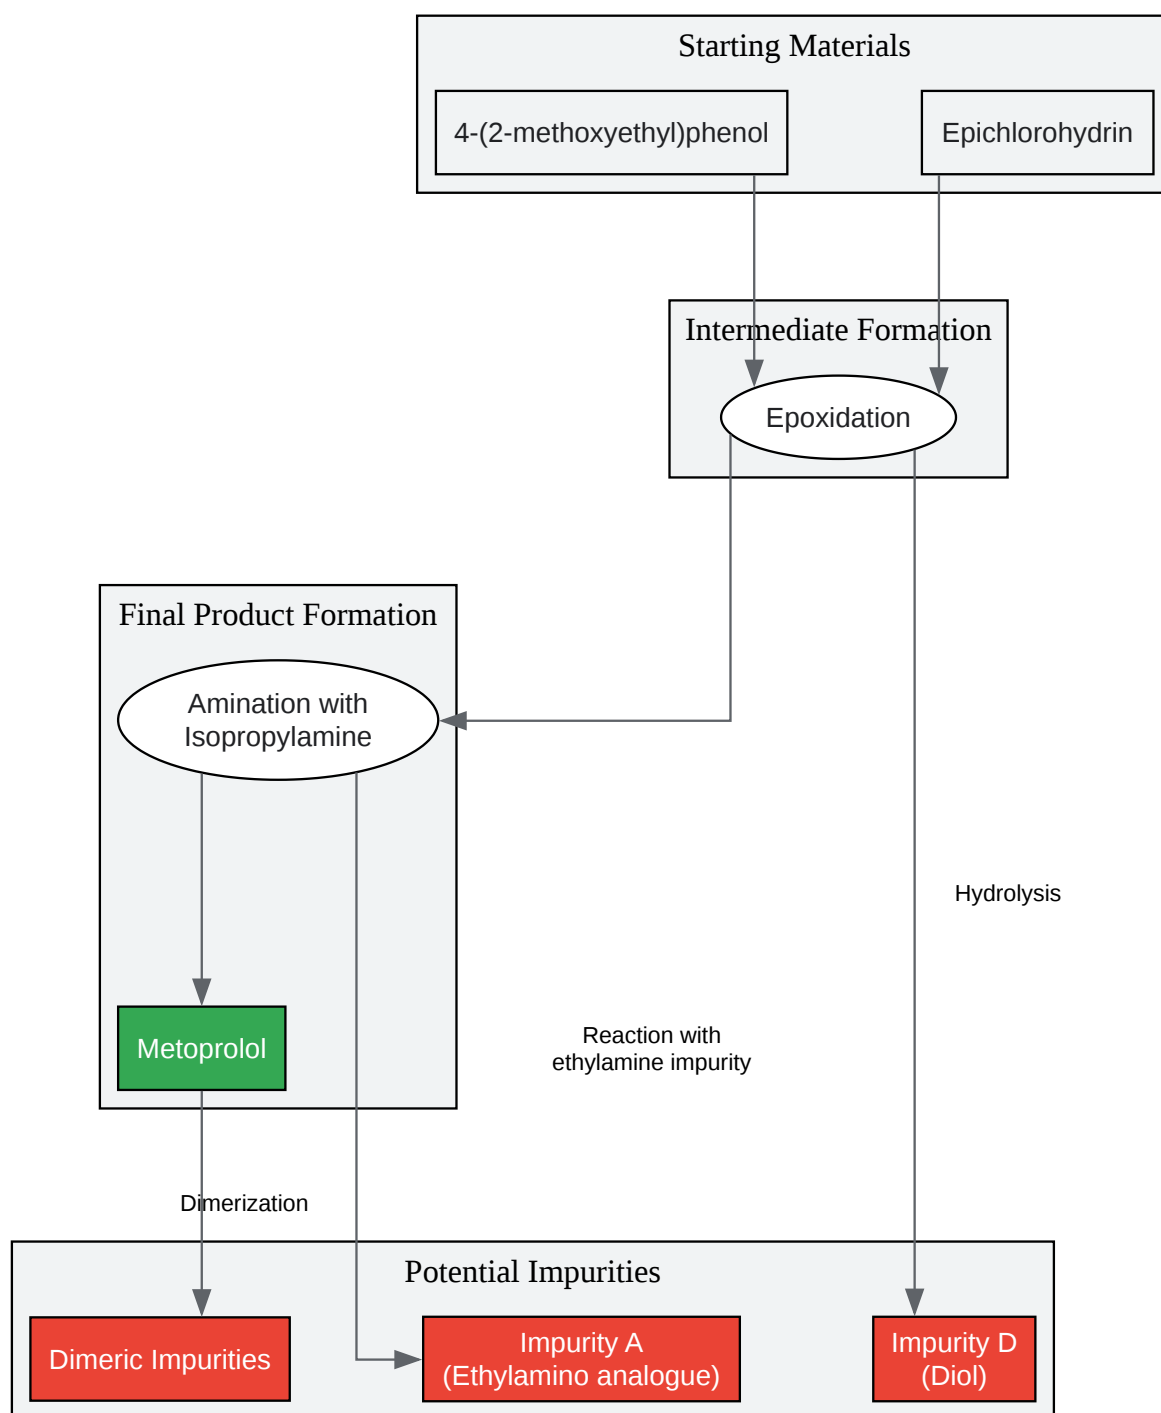 Starting Materials
4-(2-methoxyethyl)phenol
Epichlorohydrin
Intermediate Formation
Epoxidation
Final Product Formation
Amination with
Isopropylamine
Hydrolysis
Metoprolol
Reaction with
ethylamine impurity
Dimerization
Potential Impurities
Dimeric Impurities
Impurity A
(Ethylamino analogue)
Impurity D
(Diol)